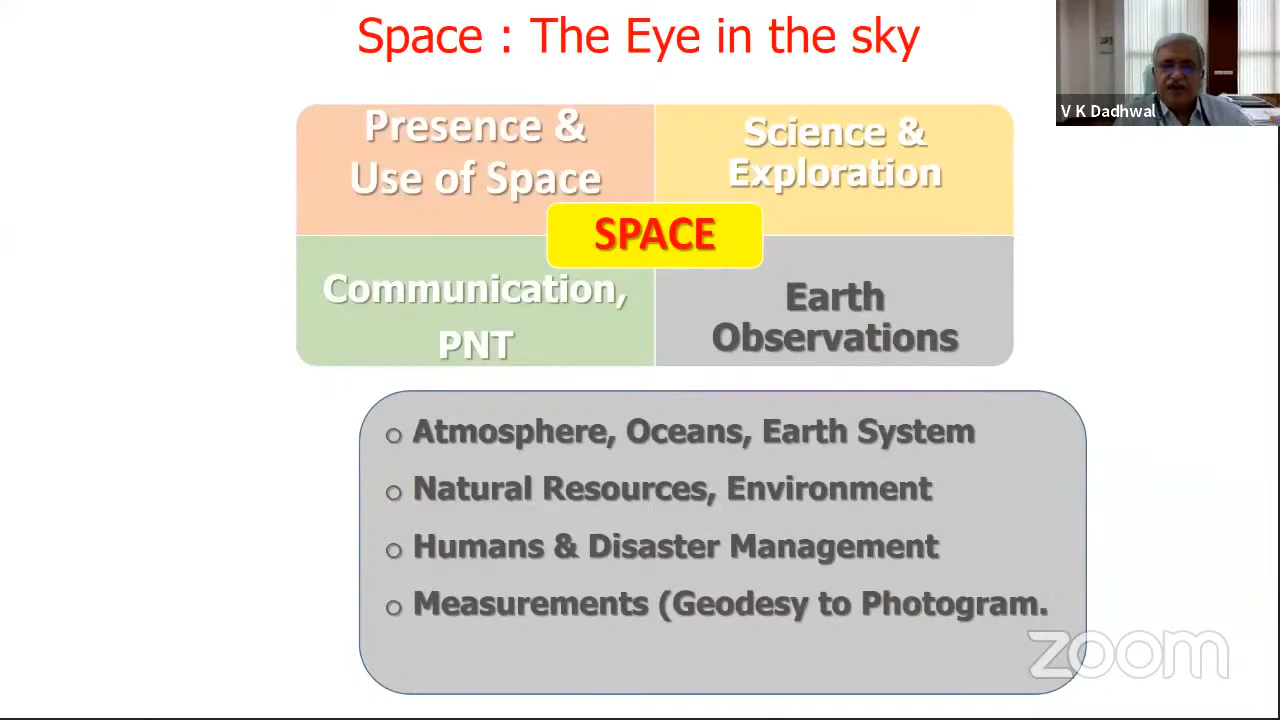 Space : The Eye in the sky
V K Dadhwal
Presence &
Use of Space
Science &
Exploration
SPACE
Communication,
PNT
Earth
Observations
o Atmosphere, Oceans, Earth System
o Natural Resources, Environment
o Humans & Disaster Management
o Measurements (Geodesy to Photogram.
zoom